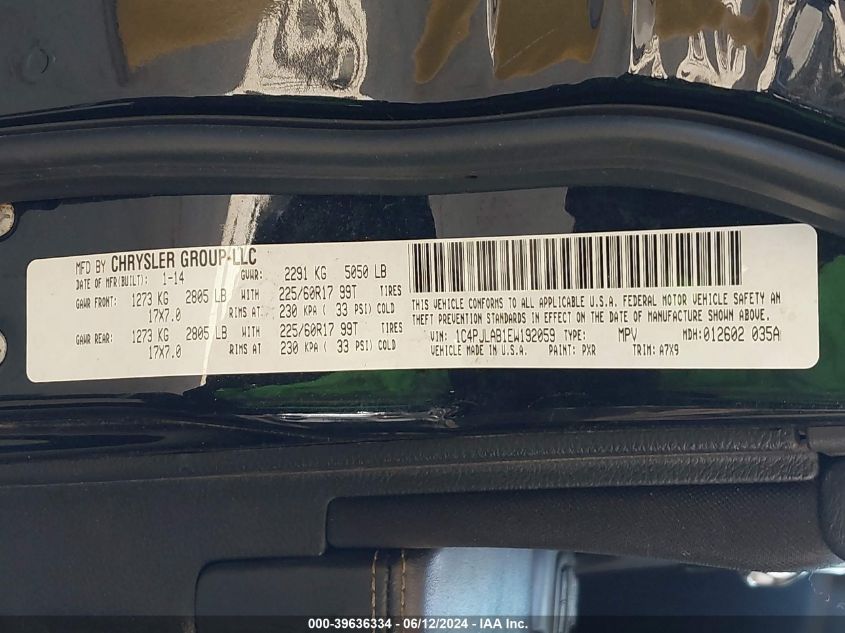 MFD BY CHRYSLER GROUP LLC
DATE OF MFR(BUILT): 1-14 GVWR: 2291 KG 5050 LB
GAWR FRONT: 1273 KG 2805 LB WITH 225/60R17 99T TIRES
17X7.0 RIMS AT 230 KPA ( 33 PSI) COLD
GAWR REAR: 1273 KG 2805 LB WITH 225/60R17 99T TIRES
17X7.0 RIMS AT 230 KPA ( 33 PSI) COLD
THIS VEHICLE CONFORMS TO ALL APPLICABLE U.S.A. FEDERAL MOTOR VEHICLE SAFETY AN
THEFT PREVENTION STANDARDS IN EFFECT ON THE DATE OF MANUFACTURE SHOWN ABOVE.
VIN: 1C4PJLAB1EW192059 TYPE: MPV MDH:012602 035A
VEHICLE MADE IN U.S.A. PAINT: PXR TRIM: A7X9
000-39636334 - 06/12/2024 - IAAI.com